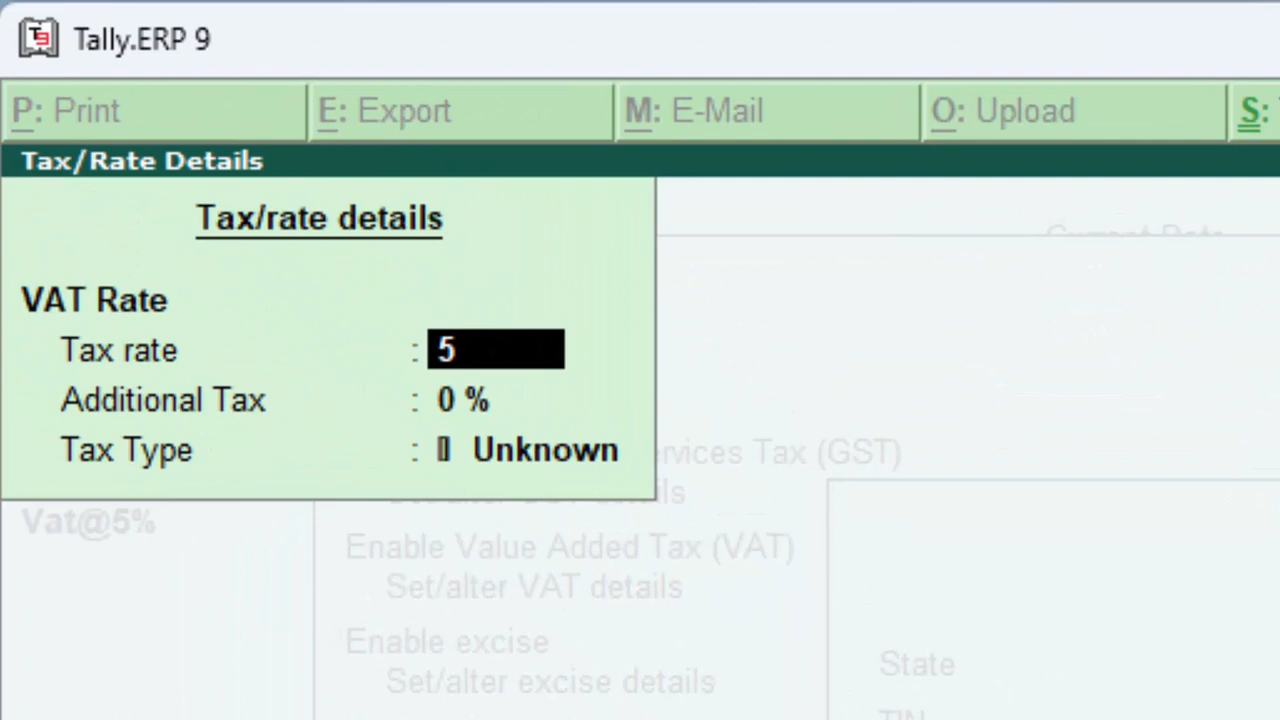 Tally.ERP 9
P: Print E: Export M: E-Mail O: Upload S:
Tax/Rate Details
Tax/rate details
VAT Rate
Tax rate : 5
Additional Tax : 0 %
Tax Type : Unknown
rvices Tax (GST)
Vat@5%
Enable Value Added Tax (VAT)
Set/alter VAT details
Enable excise
Set/alter excise details
State